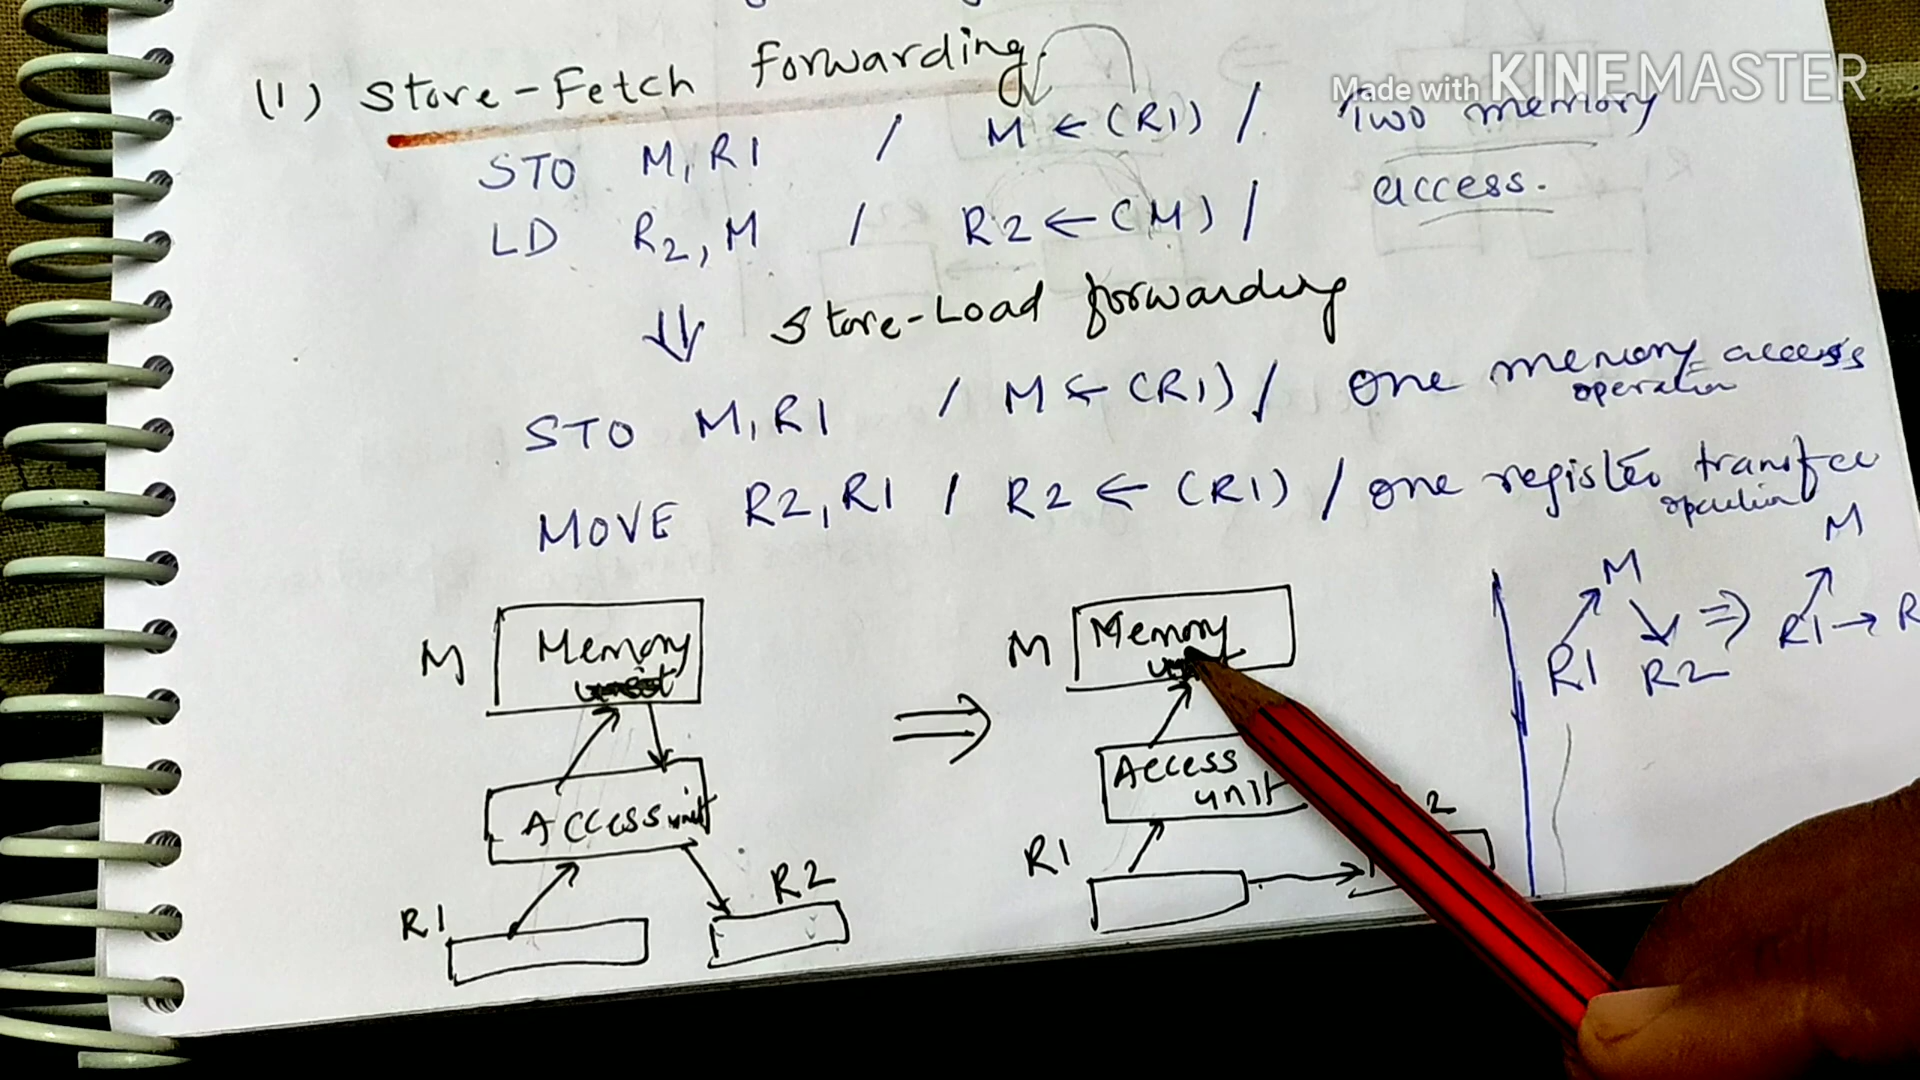 (1) Store-Fetch Forwarding.
Made with KINEMASTER
STO M, R1 / M ← (R1) / Two memory access.
LD R2, M / R2 ← (M) /
⇓ Store-Load forwarding
STO M, R1 / M ← (R1) / one memory access operation
MOVE R2, R1 / R2 ← (R1) / one register transfer operation
M Memory unit
Access unit
R1 R2
⇒
M Memory
Access unit
R1 2
M
M ⇒ R1 → R
R1 R2